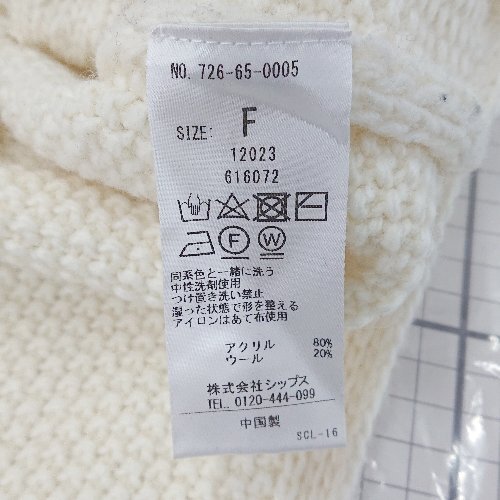 NO. 726-65-0005
SIZE: F
12023
616072
F W
同系色と一緒に洗う
中性洗剤使用
つけ置き洗い禁止
湿った状態で形を整える
アイロンはあて布使用
アクリル 80%
ウール 20%
株式会社シップス
TEL. 0120-444-099
中国製
SCL-16